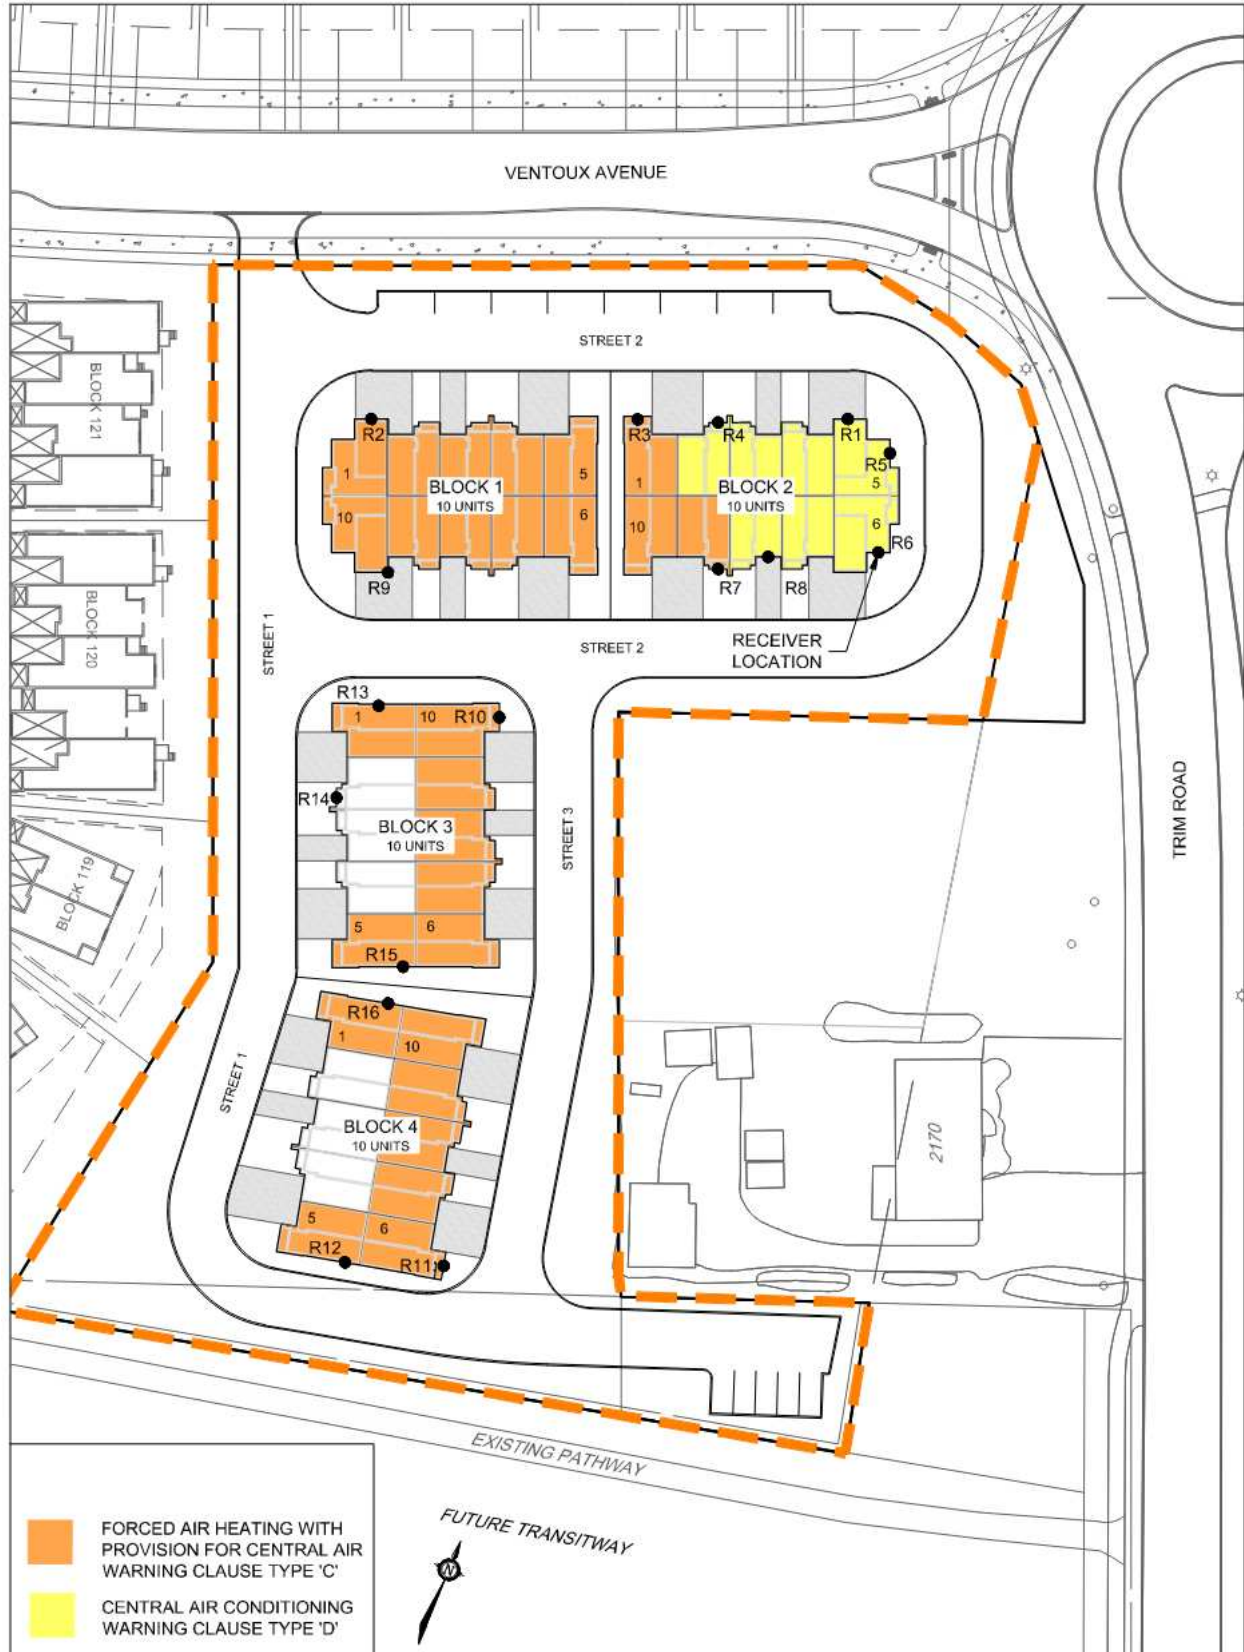 VENTOUX AVENUE
STREET 2
BLOCK 121
R2
R3
R4
R1
R5
1
5
1
5
BLOCK 1
10 UNITS
BLOCK 2
10 UNITS
10
6
10
6
R6
R9
R7
R8
BLOCK 120
STREET 1
STREET 2
RECEIVER
LOCATION
R13
1
10
R10
R14
BLOCK 3
10 UNITS
STREET 3
TRIM ROAD
BLOCK 119
5
6
R15
R16
1
10
STREET 1
BLOCK 4
10 UNITS
2170
5
6
R12
R11
EXISTING PATHWAY
FUTURE TRANSITWAY
N
FORCED AIR HEATING WITH
PROVISION FOR CENTRAL AIR
WARNING CLAUSE TYPE 'C'
CENTRAL AIR CONDITIONING
WARNING CLAUSE TYPE 'D'